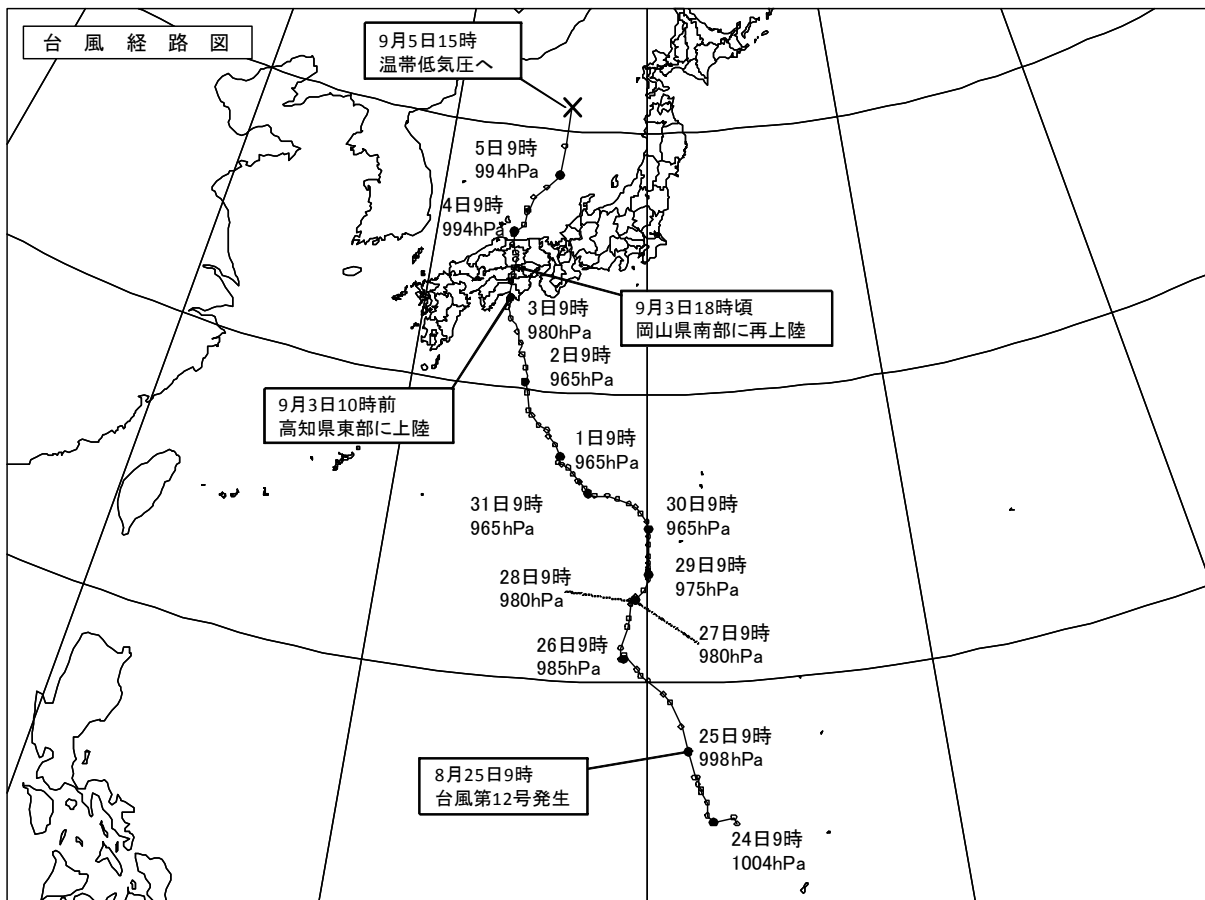 台風経路図
9月5日15時
温帯低気圧へ
5日9時
994hPa
4日9時
994hPa
3日9時
980hPa
9月3日18時頃
岡山県南部に再上陸
2日9時
965hPa
9月3日10時前
高知県東部に上陸
1日9時
965hPa
31日9時
965hPa
30日9時
965hPa
29日9時
975hPa
28日9時
980hPa
27日9時
980hPa
26日9時
985hPa
25日9時
998hPa
8月25日9時
台風第12号発生
24日9時
1004hPa